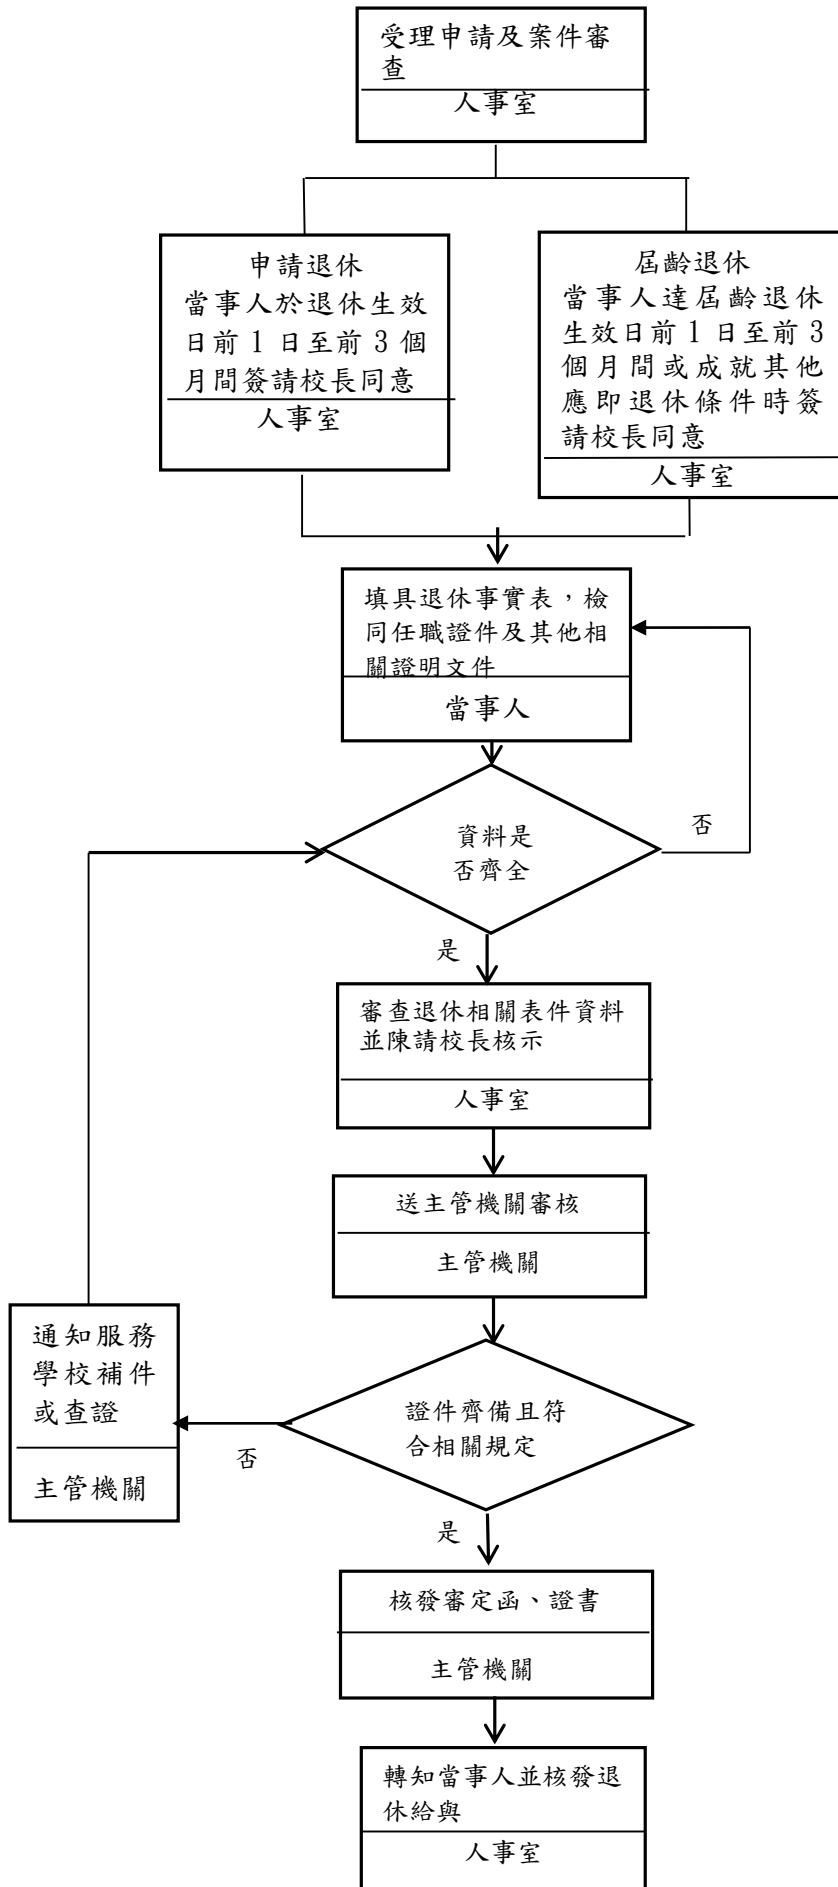 受理申請及案件審
查
人事室
申請退休
當事人於退休生效
日前1日至前3個
月間簽請校長同意
人事室
屆齡退休
當事人達屆齡退休
生效日前1日至前3
個月間或成就其他
應即退休條件時簽
請校長同意
人事室
填具退休事實表，檢
同任職證件及其他相
關證明文件
當事人
資料是
否齊全
否
是
審查退休相關表件資料
並陳請校長核示
人事室
送主管機關審核
主管機關
通知服務
學校補件
或查證
主管機關
證件齊備且符
合相關規定
否
是
核發審定函、證書
主管機關
轉知當事人並核發退
休給與
人事室